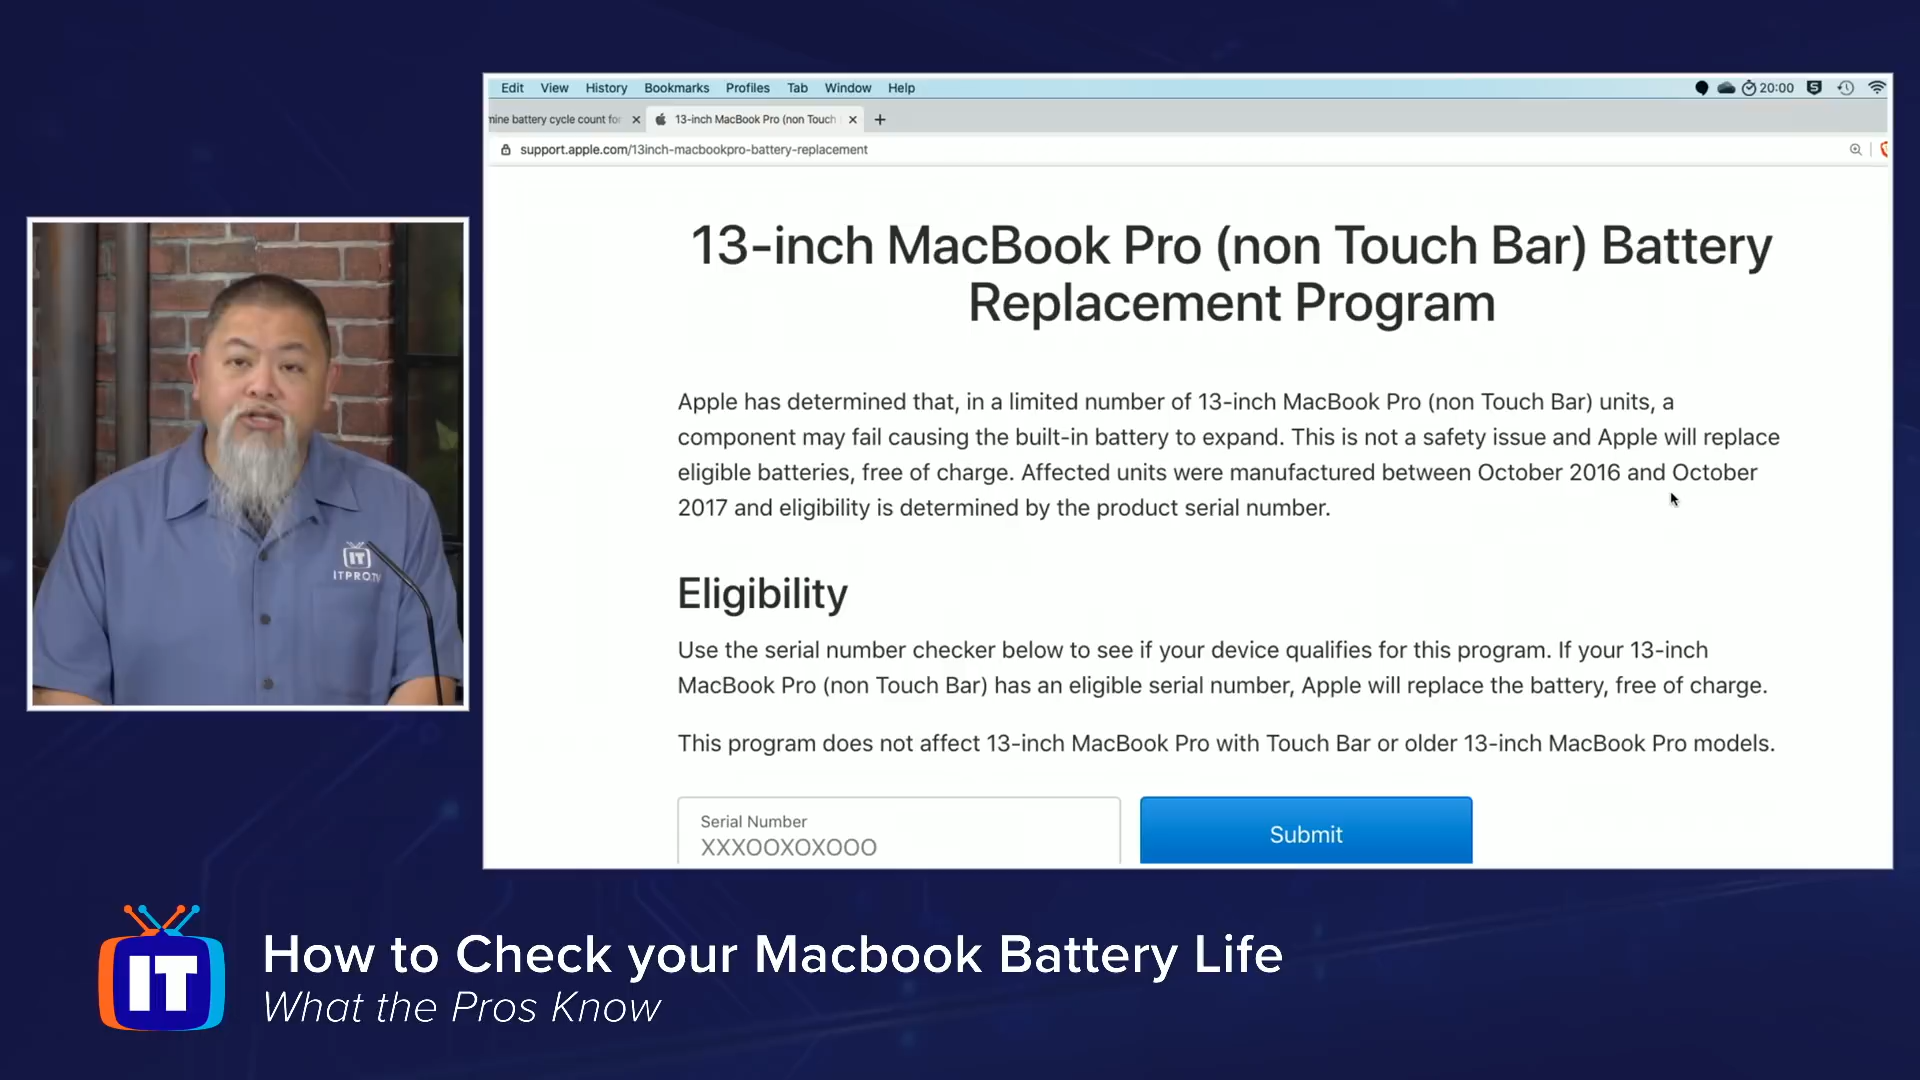 Edit View History Bookmarks Profiles Tab Window Help 20:00
mine battery cycle count for
13-inch MacBook Pro (non Touch
support.apple.com/13inch-macbookpro-battery-replacement
13-inch MacBook Pro (non Touch Bar) Battery
Replacement Program
Apple has determined that, in a limited number of 13-inch MacBook Pro (non Touch Bar) units, a
component may fail causing the built-in battery to expand. This is not a safety issue and Apple will replace
eligible batteries, free of charge. Affected units were manufactured between October 2016 and October
2017 and eligibility is determined by the product serial number.
Eligibility
Use the serial number checker below to see if your device qualifies for this program. If your 13-inch
MacBook Pro (non Touch Bar) has an eligible serial number, Apple will replace the battery, free of charge.
This program does not affect 13-inch MacBook Pro with Touch Bar or older 13-inch MacBook Pro models.
Serial Number
XXXOOXOXOOO
Submit
IT
ITPRO.TV
IT
How to Check your Macbook Battery Life
What the Pros Know